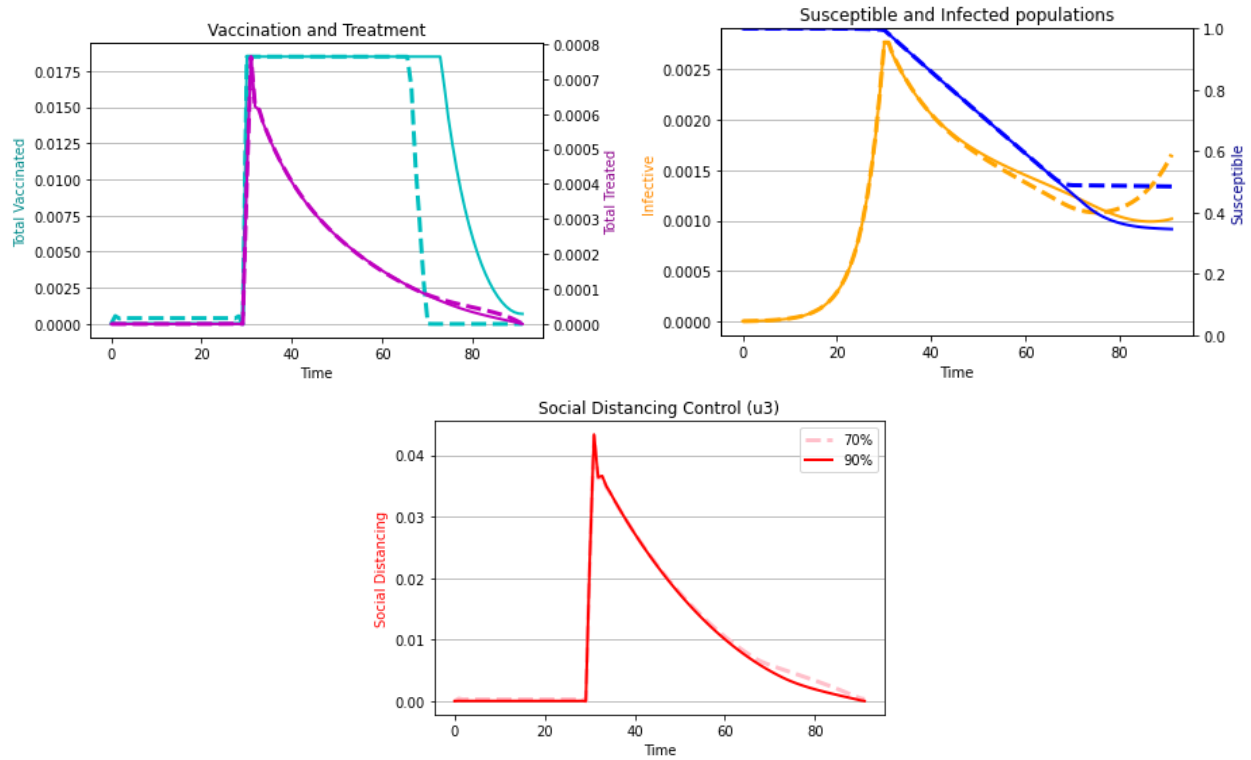 Vaccination and Treatment
Total Vaccinated
0.0175
0.0150
0.0125
0.0100
0.0075
0.0050
0.0025
0.0000
0.0008
0.0007
0.0006
0.0005
0.0004
0.0003
0.0002
0.0001
0.0000
Total Treated
0 20 40 60 80
Time
Susceptible and Infected populations
Infective
0.0025
0.0020
0.0015
0.0010
0.0005
0.0000
1.0
0.8
0.6
0.4
0.2
0.0
Susceptible
0 20 40 60 80
Time
Social Distancing Control (u3)
Social Distancing
0.04
0.03
0.02
0.01
0.00
70%
90%
0 20 40 60 80
Time